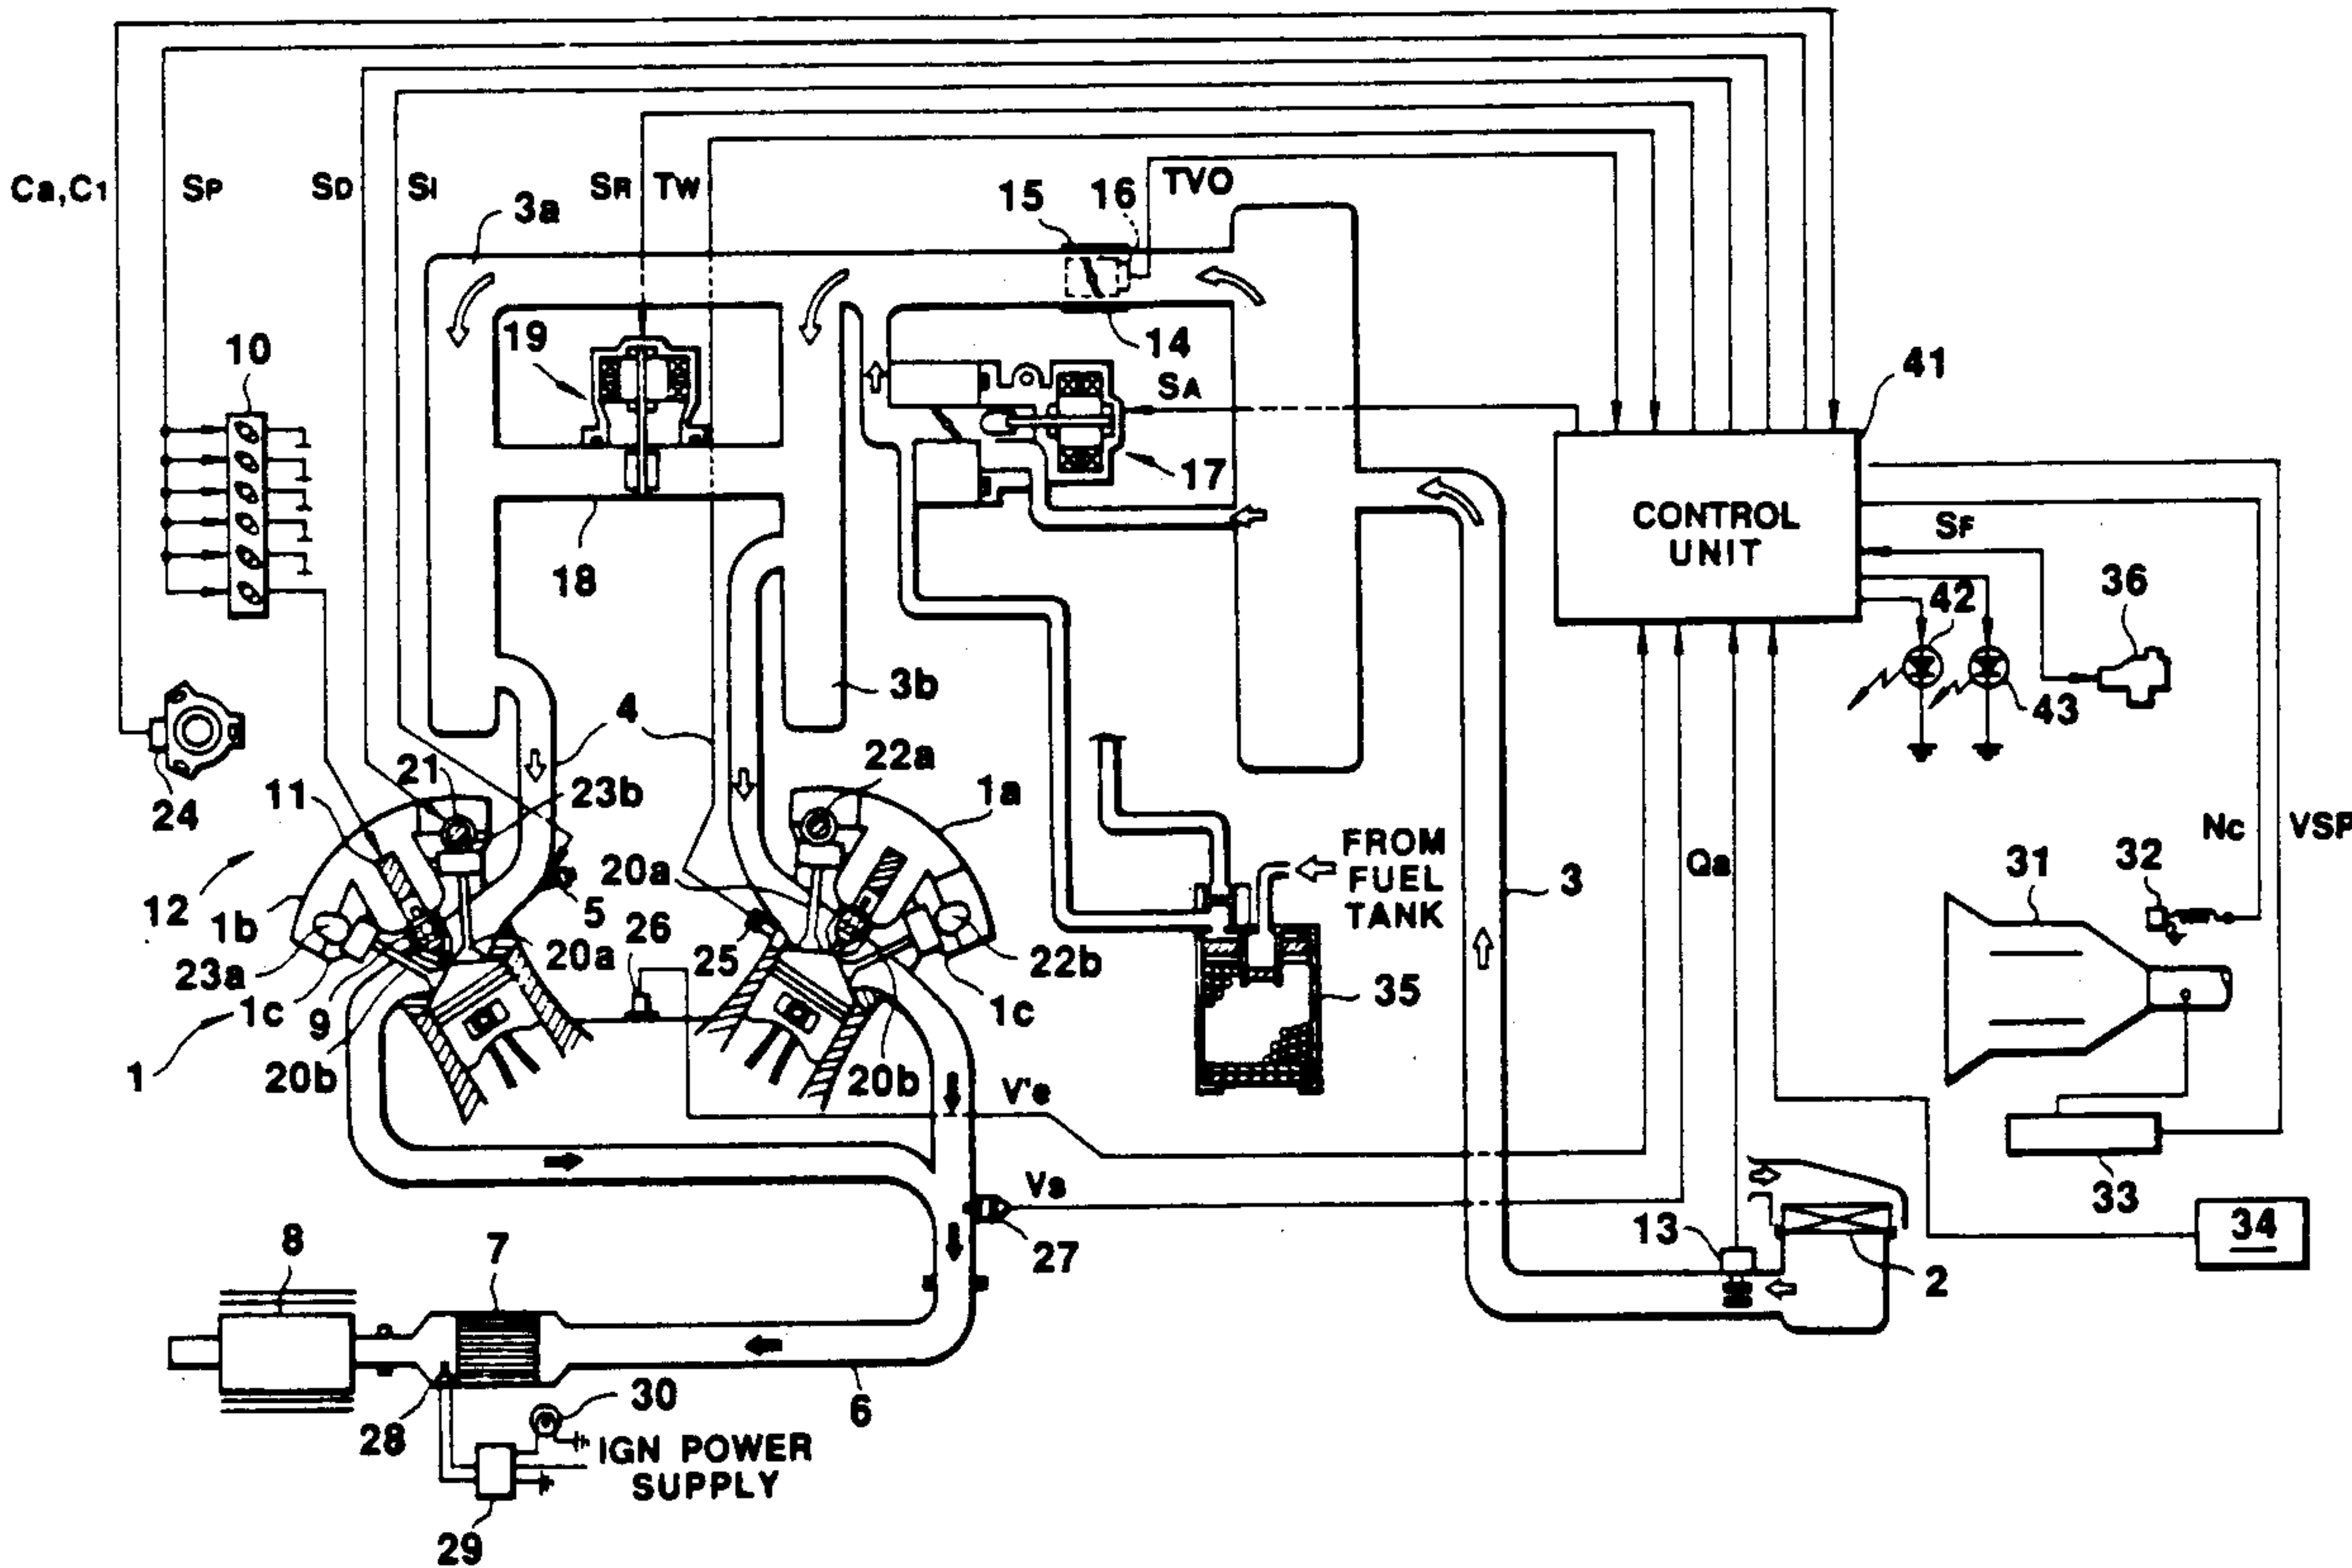 Ca,C1
SP
SD
SI
SR
TW
TVO
3a
15
16
10
19
14
SA
41
17
CONTROL
UNIT
SF
18
42
36
3b
4
43
24
21
22a
11
23b
1a
Nc
VSP
FROM
FUEL
TANK
Qa
31
32
20a
3
12
1b
5
26
23a
20a
25
22b
1c
9
1c
35
1
20b
20b
V'e
33
Vs
13
34
8
7
27
2
6
28
30
IGN POWER
SUPPLY
29